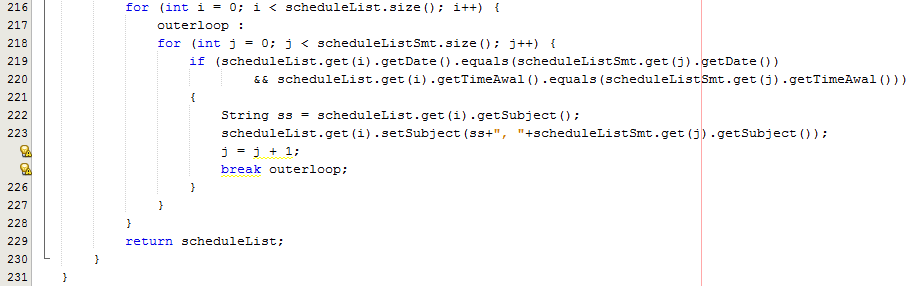 216 for (int i = 0; i < scheduleList.size(); i++) {
217 outerloop :
218 for (int j = 0; j < scheduleListSmt.size(); j++) {
219 if (scheduleList.get(i).getDate().equals(scheduleListSmt.get(j).getDate())
220 && scheduleList.get(i).getTimeAwal().equals(scheduleListSmt.get(j).getTimeAwal()))
221 {
222 String ss = scheduleList.get(i).getSubject();
223 scheduleList.get(i).setSubject(ss+", "+scheduleListSmt.get(j).getSubject());
j = j + 1;
break outerloop;
226 }
227 }
228 }
229 return scheduleList;
230 }
231 }